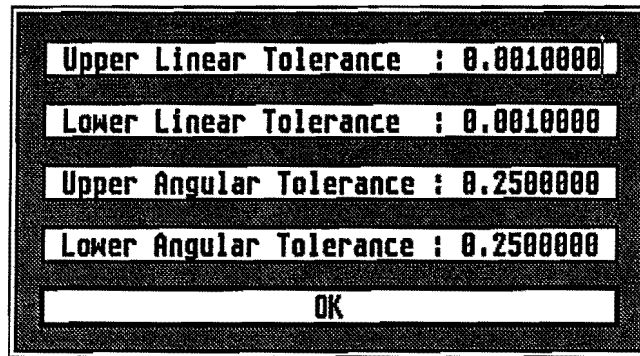 Upper Linear Tolerance : 0.0010000
Lower Linear Tolerance : 0.0010000
Upper Angular Tolerance : 0.2500000
Lower Angular Tolerance : 0.2500000
OK